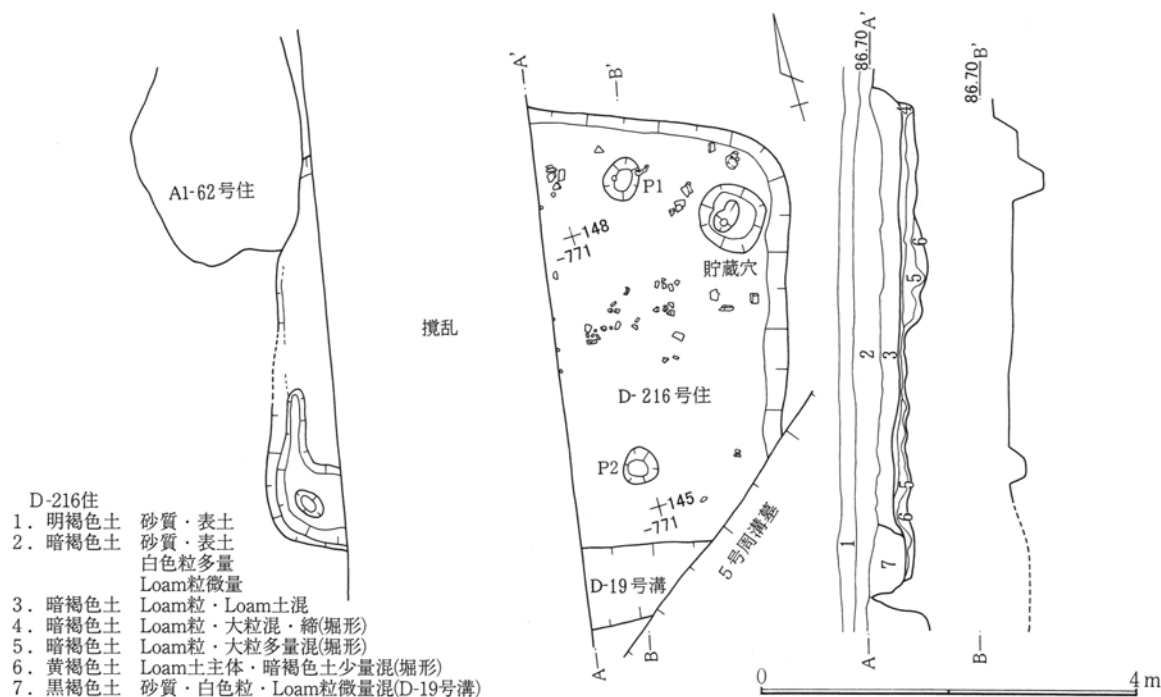 A1-62号住
攪乱
A'
B'
P1
148
-771
貯蔵穴
D-216号住
P2
145
-771
5号周溝墓
D-19号溝
A
B
86.70 A'
86.70 B'
4
6
5
2
3
5
6
1
7
A
B
0
4m
D-216住
1. 明褐色土 砂質・表土
2. 暗褐色土 砂質・表土
白色粒多量
Loam粒微量
3. 暗褐色土 Loam粒・Loam土混
4. 暗褐色土 Loam粒・大粒混・締(堀形)
5. 暗褐色土 Loam粒・大粒多量混(堀形)
6. 黄褐色土 Loam土主体・暗褐色土少量混(堀形)
7. 黒褐色土 砂質・白色粒・Loam粒微量混(D-19号溝)